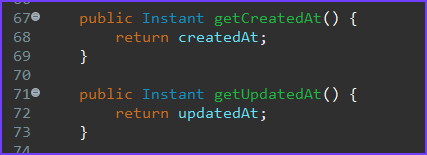 67 public Instant getCreatedAt() {
68 return createdAt;
69 }
70
71 public Instant getUpdatedAt() {
72 return updatedAt;
73 }
74